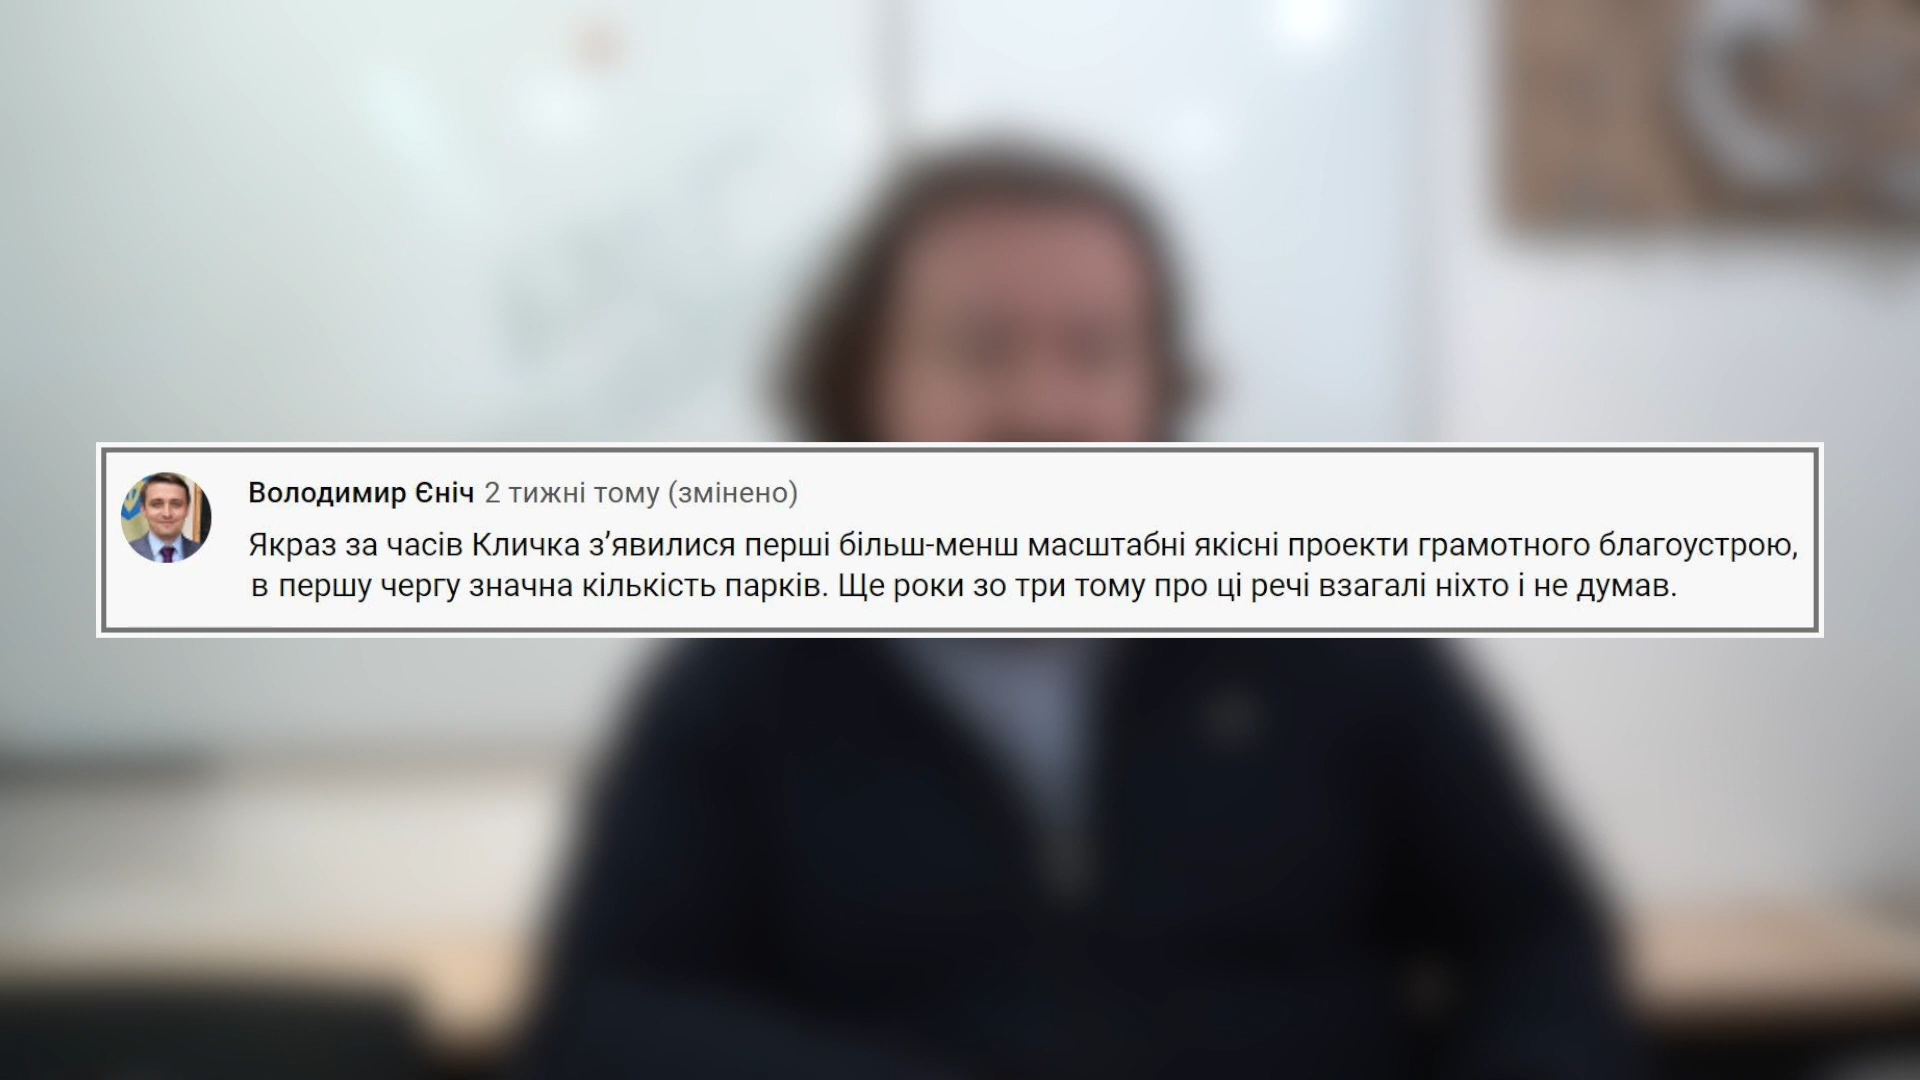 Володимир Єніч 2 тижні тому (змінено)
Якраз за часів Кличка з’явилися перші більш-менш масштабні якісні проекти грамотного благоустрою,
в першу чергу значна кількість парків. Ще роки зо три тому про ці речі взагалі ніхто і не думав.